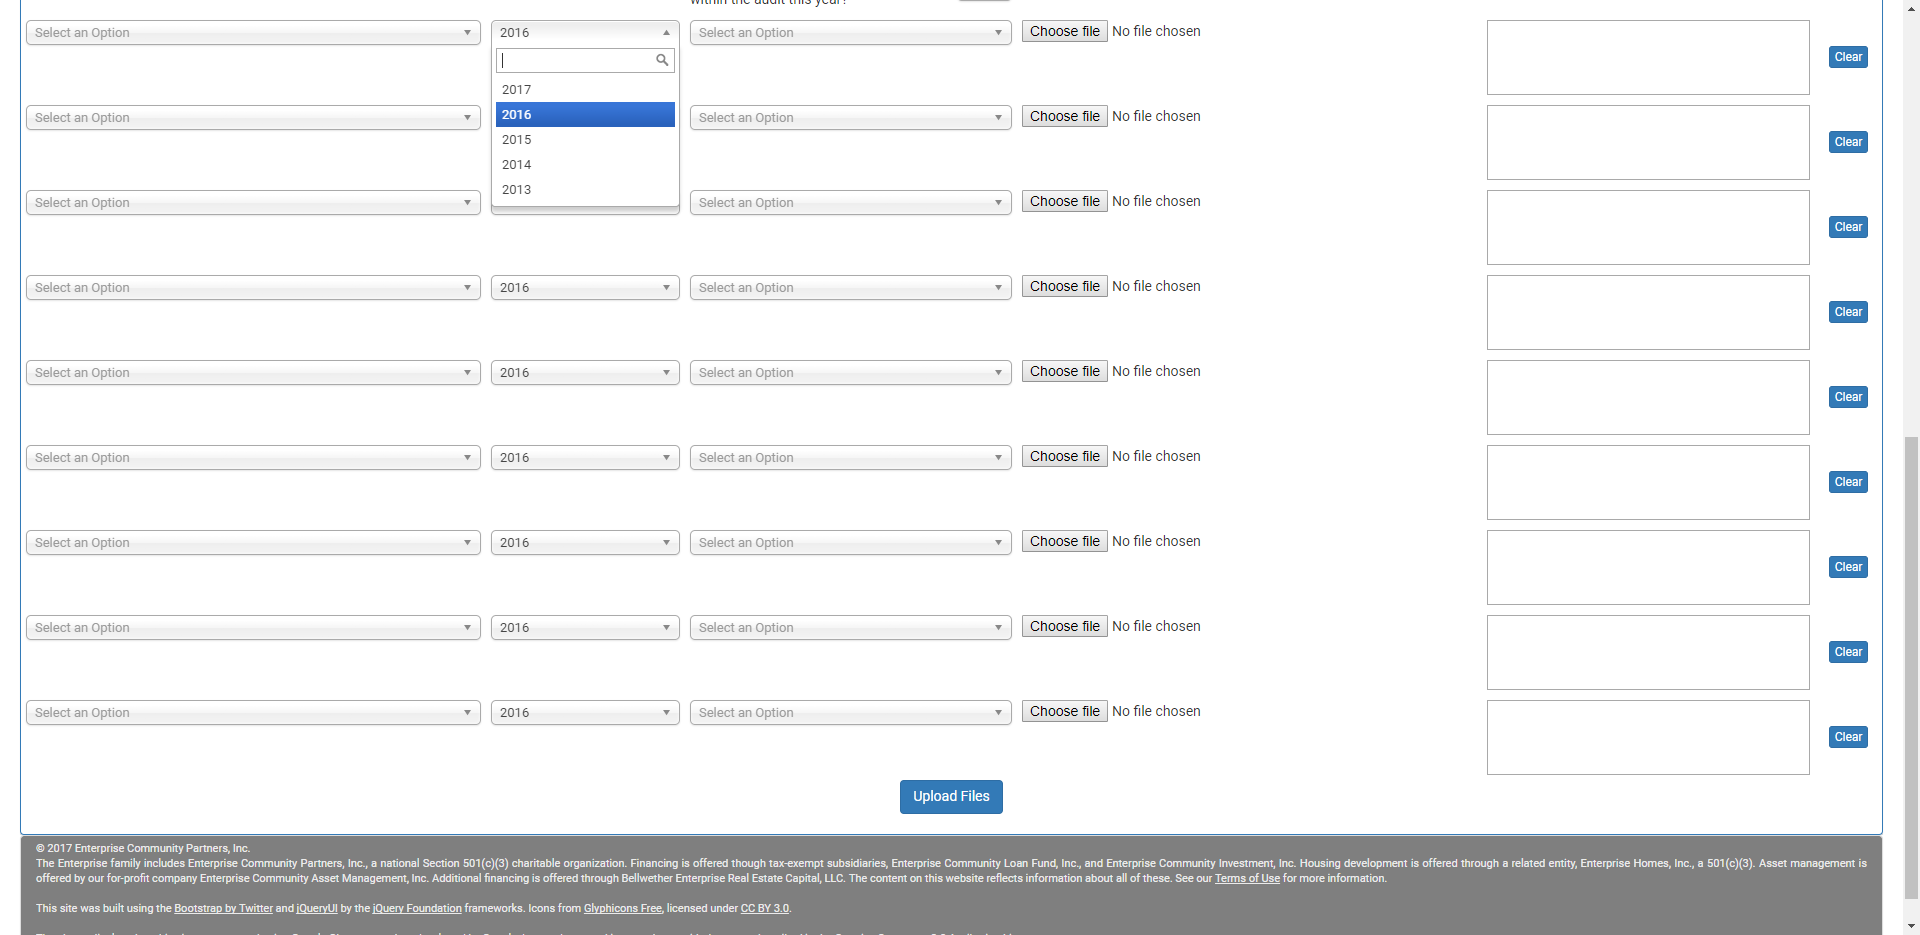 within the audit this year?
Select an Option 2016 Select an Option Choose file No file chosen
Clear
2017
2016
Select an Option Select an Option Choose file No file chosen
2015
Clear
2014
2013
Select an Option Select an Option Choose file No file chosen
Clear
Select an Option 2016 Select an Option Choose file No file chosen
Clear
Select an Option 2016 Select an Option Choose file No file chosen
Clear
Select an Option 2016 Select an Option Choose file No file chosen
Clear
Select an Option 2016 Select an Option Choose file No file chosen
Clear
Select an Option 2016 Select an Option Choose file No file chosen
Clear
Select an Option 2016 Select an Option Choose file No file chosen
Clear
Upload Files
© 2017 Enterprise Community Partners, Inc.
The Enterprise family includes Enterprise Community Partners, Inc., a national Section 501(c)(3) charitable organization. Financing is offered though tax-exempt subsidiaries, Enterprise Community Loan Fund, Inc., and Enterprise Community Investment, Inc. Housing development is offered through a related entity, Enterprise Homes, Inc., a 501(c)(3). Asset management is
offered by our for-profit company Enterprise Community Asset Management, Inc. Additional financing is offered through Bellwether Enterprise Real Estate Capital, LLC. The content on this website reflects information about all of these. See our Terms of Use for more information.
This site was built using the Bootstrap by Twitter and jQueryUI by the jQuery Foundation frameworks. Icons from Glyphicons Free, licensed under CC BY 3.0.